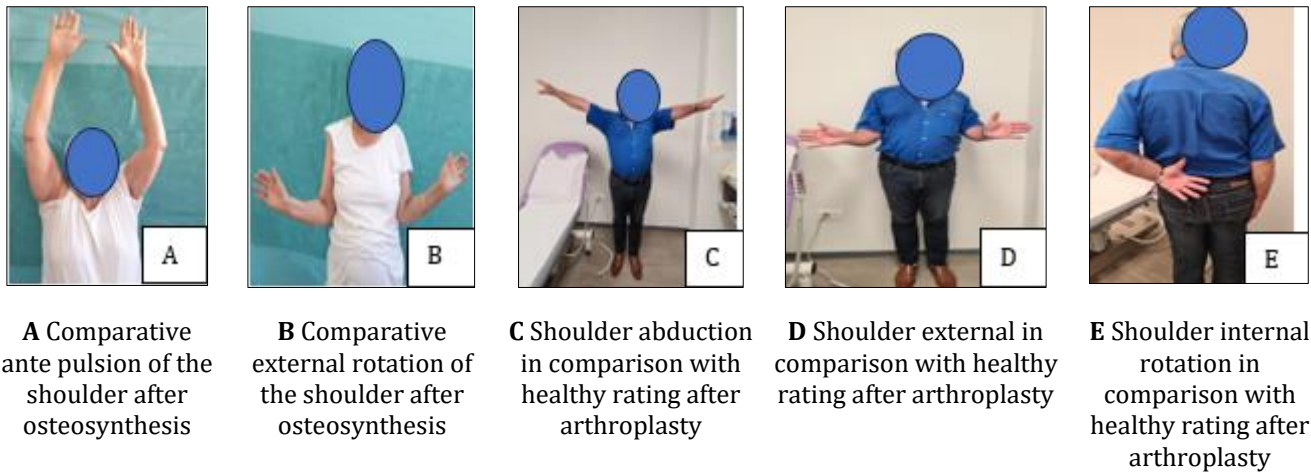 A
B
C
D
E
A Comparative
ante pulsion of the
shoulder after
osteosynthesis
B Comparative
external rotation of
the shoulder after
osteosynthesis
C Shoulder abduction
in comparison with
healthy rating after
arthroplasty
D Shoulder external in
comparison with healthy
rating after arthroplasty
E Shoulder internal
rotation in
comparison with
healthy rating after
arthroplasty